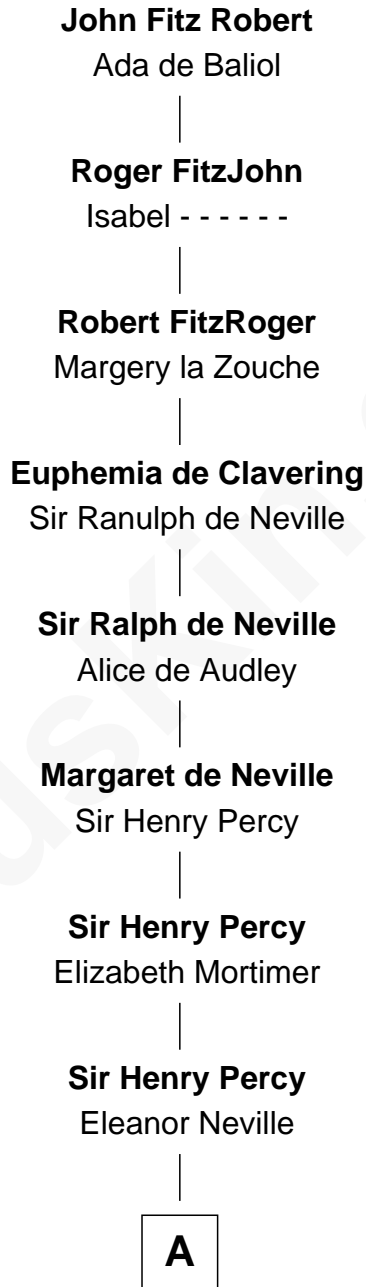 John Fitz Robert
Ada de Baliol
Roger FitzJohn
Isabel - - - - - -
Robert FitzRoger
Margery la Zouche
Euphemia de Clavering
Sir Ranulph de Neville
Sir Ralph de Neville
Alice de Audley
Margaret de Neville
Sir Henry Percy
Sir Henry Percy
Elizabeth Mortimer
Sir Henry Percy
Eleanor Neville
A